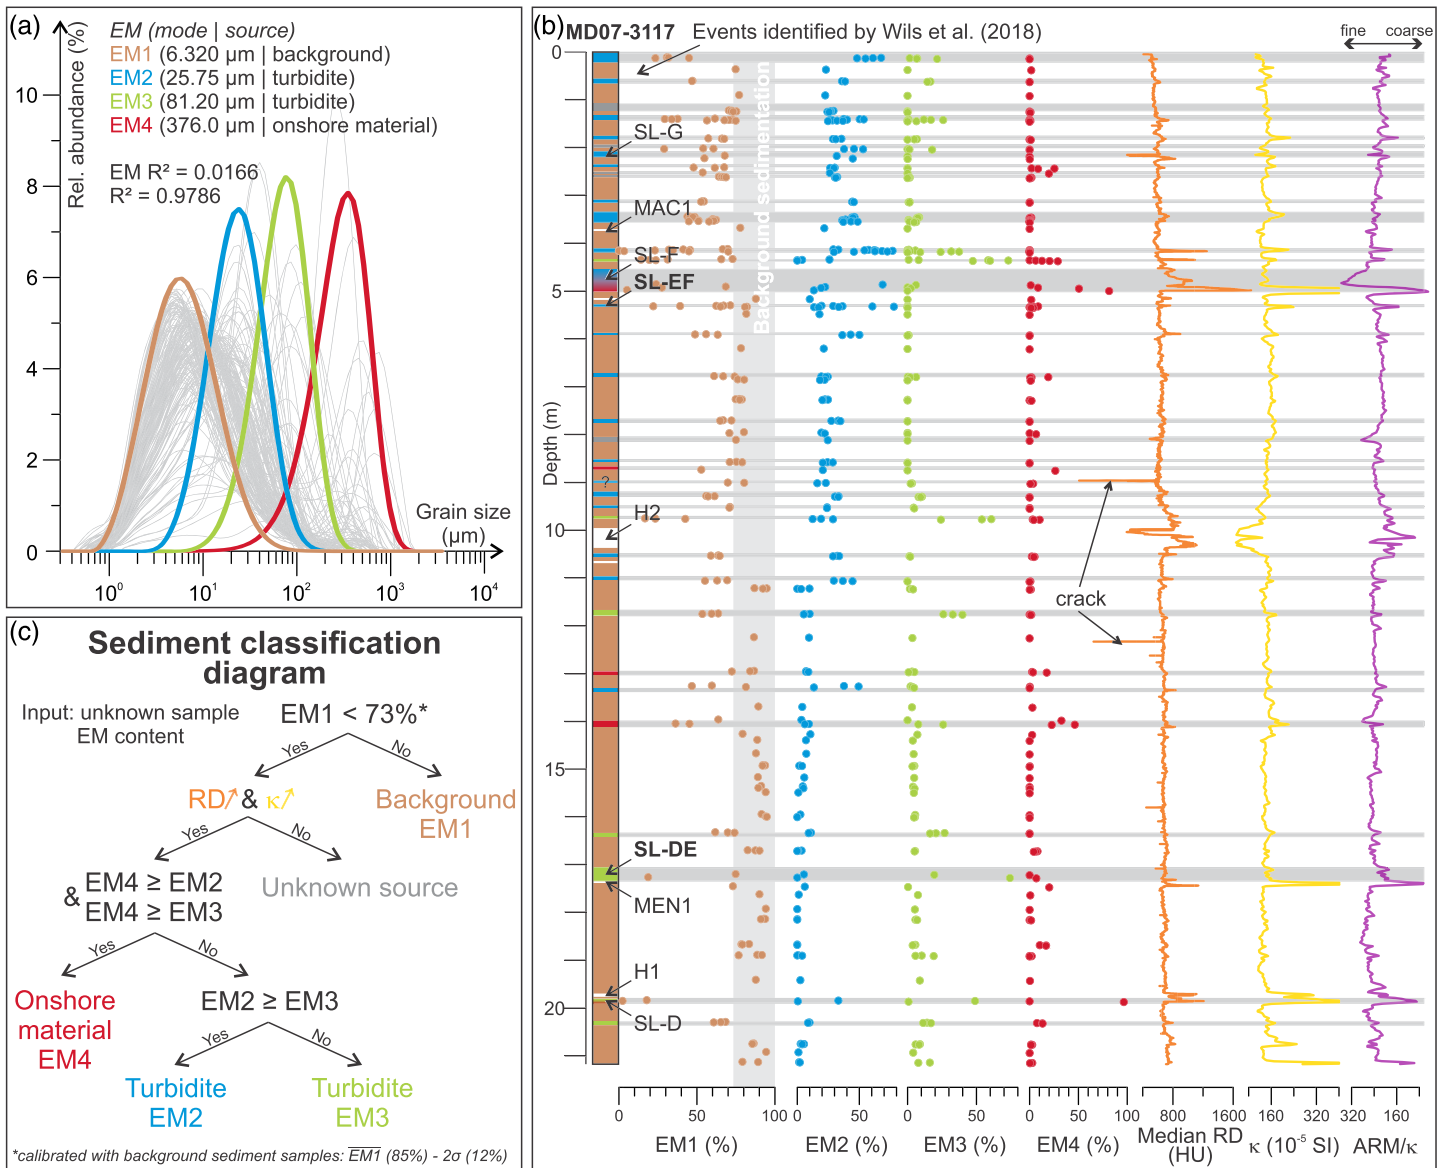 (a)
EM (mode | source)
EM1 (6.320 µm | background)
EM2 (25.75 µm | turbidite)
EM3 (81.20 µm | turbidite)
EM4 (376.0 µm | onshore material)
EM R² = 0.0166
R² = 0.9786
Rel. abundance (%)
10
8
6
4
2
0
Grain size
(µm)
10⁰ 10¹ 10² 10³ 10⁴
(c)
Sediment classification
diagram
Input: unknown sample
EM content
EM1 < 73%*
Yes No
RD↗ & κ↗
Background
EM1
Yes No
& EM4 ≥ EM2
EM4 ≥ EM3
Unknown source
Yes No
Onshore
material
EM4
EM2 ≥ EM3
Yes No
Turbidite
EM2
Turbidite
EM3
*calibrated with background sediment samples: E̅M̅1̅ (85%) - 2σ (12%)
(b)
MD07-3117
Events identified by Wils et al. (2018)
fine coarse
Background sedimentation
Depth (m)
0
5
10
15
20
SL-G
MAC1
SL-F
SL-EF
?
H2
crack
SL-DE
MEN1
H1
SL-D
0 50 100 0 50 0 50 0 50 100 800 1600 160 320 320 160
EM1 (%) EM2 (%) EM3 (%) EM4 (%) Median RD κ (10⁻⁵ SI) ARM/κ
(HU)